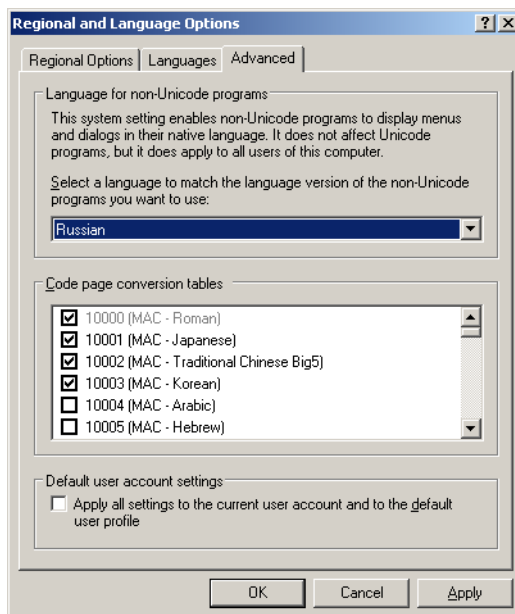 Regional and Language Options
Regional Options
Languages
Advanced
Language for non-Unicode programs
This system setting enables non-Unicode programs to display menus
and dialogs in their native language. It does not affect Unicode
programs, but it does apply to all users of this computer.
Select a language to match the language version of the non-Unicode
programs you want to use:
Russian
Code page conversion tables
10000 (MAC - Roman)
10001 (MAC - Japanese)
10002 (MAC - Traditional Chinese Big5)
10003 (MAC - Korean)
10004 (MAC - Arabic)
10005 (MAC - Hebrew)
Default user account settings
Apply all settings to the current user account and to the default
user profile
OK
Cancel
Apply